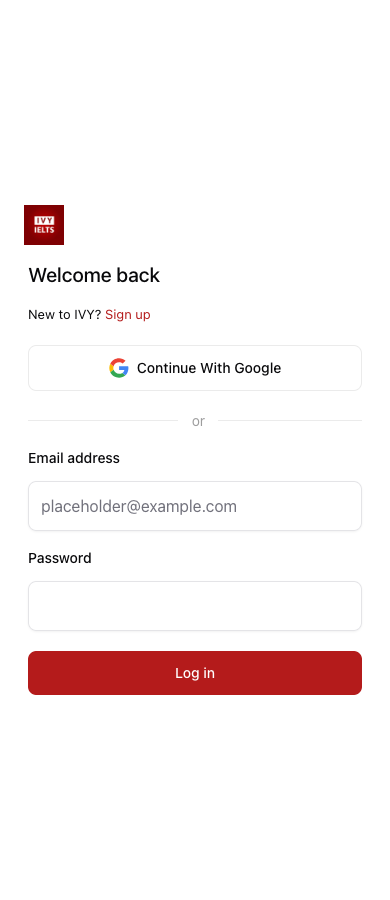 IVY
IELTS
Welcome back
New to IVY? Sign up
Continue With Google
or
Email address
placeholder@example.com
Password
Log in